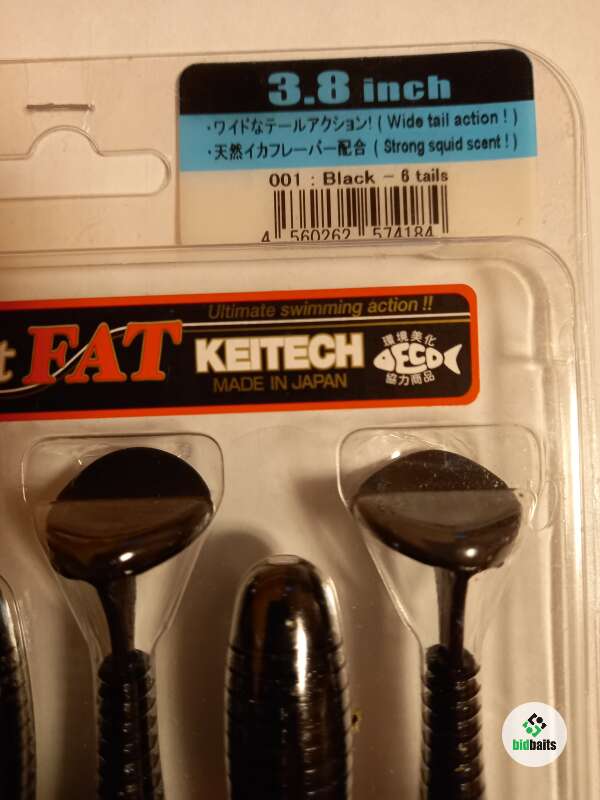 3.8 inch
・ワイドなテールアクション!( Wide tail action ! )
・天然イカフレーバー配合 ( Strong squid scent ! )
001 : Black - 6 tails
4 560262 574184
Ultimate swimming action !!
t FAT KEITECH
MADE IN JAPAN
環境美化
ECO
協力商品
bidbaits